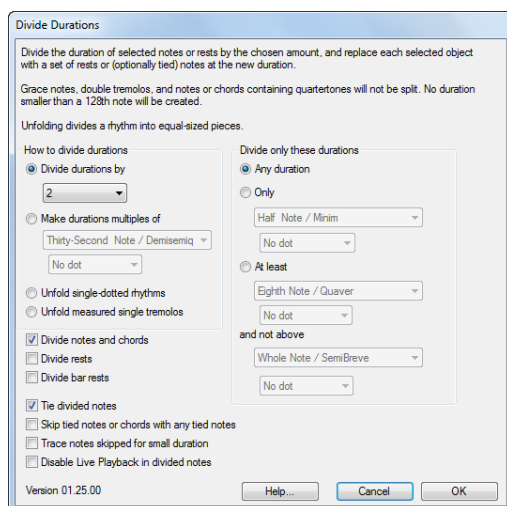 Divide Durations
Divide the duration of selected notes or rests by the chosen amount, and replace each selected object
with a set of rests or (optionally tied) notes at the new duration.
Grace notes, double tremolos, and notes or chords containing quartertones will not be split. No duration
smaller than a 128th note will be created.
Unfolding divides a rhythm into equal-sized pieces.
How to divide durations
Divide durations by
2
Make durations multiples of
Thirty-Second Note / Demisemiq
No dot
Unfold single-dotted rhythms
Unfold measured single tremolos
Divide notes and chords
Divide rests
Divide bar rests
Tie divided notes
Skip tied notes or chords with any tied notes
Trace notes skipped for small duration
Disable Live Playback in divided notes
Divide only these durations
Any duration
Only
Half Note / Minim
No dot
At least
Eighth Note / Quaver
No dot
and not above
Whole Note / SemiBreve
No dot
Version 01.25.00
Help...
Cancel
OK